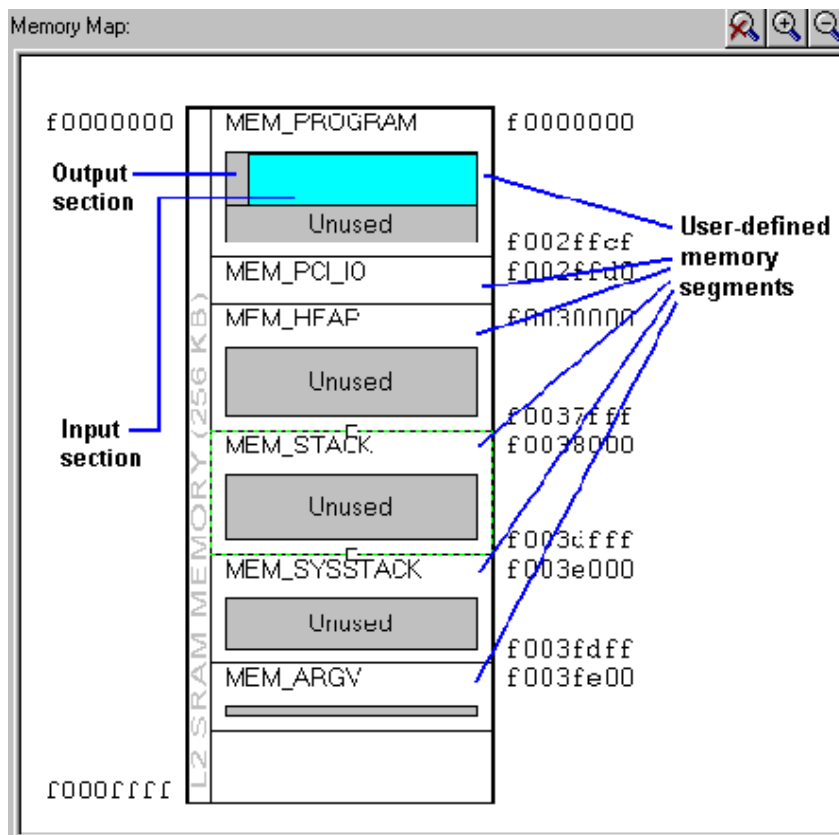 Memory Map:
f0000000
MEM_PROGRAM
f0000000
Output
section
Unused
f002ffcf
User-defined
memory
segments
MEM_PCI_IO
f002ffd0
MEM_HEAP
f0030000
Unused
f0037fff
Input
section
MEM_STACK
f0038000
Unused
f003dfff
MEM_SYSSTACK
f003e000
Unused
f003fdff
MEM_ARGV
f003fe00
L2 SRAM MEMORY (256 KB)
f000ffff